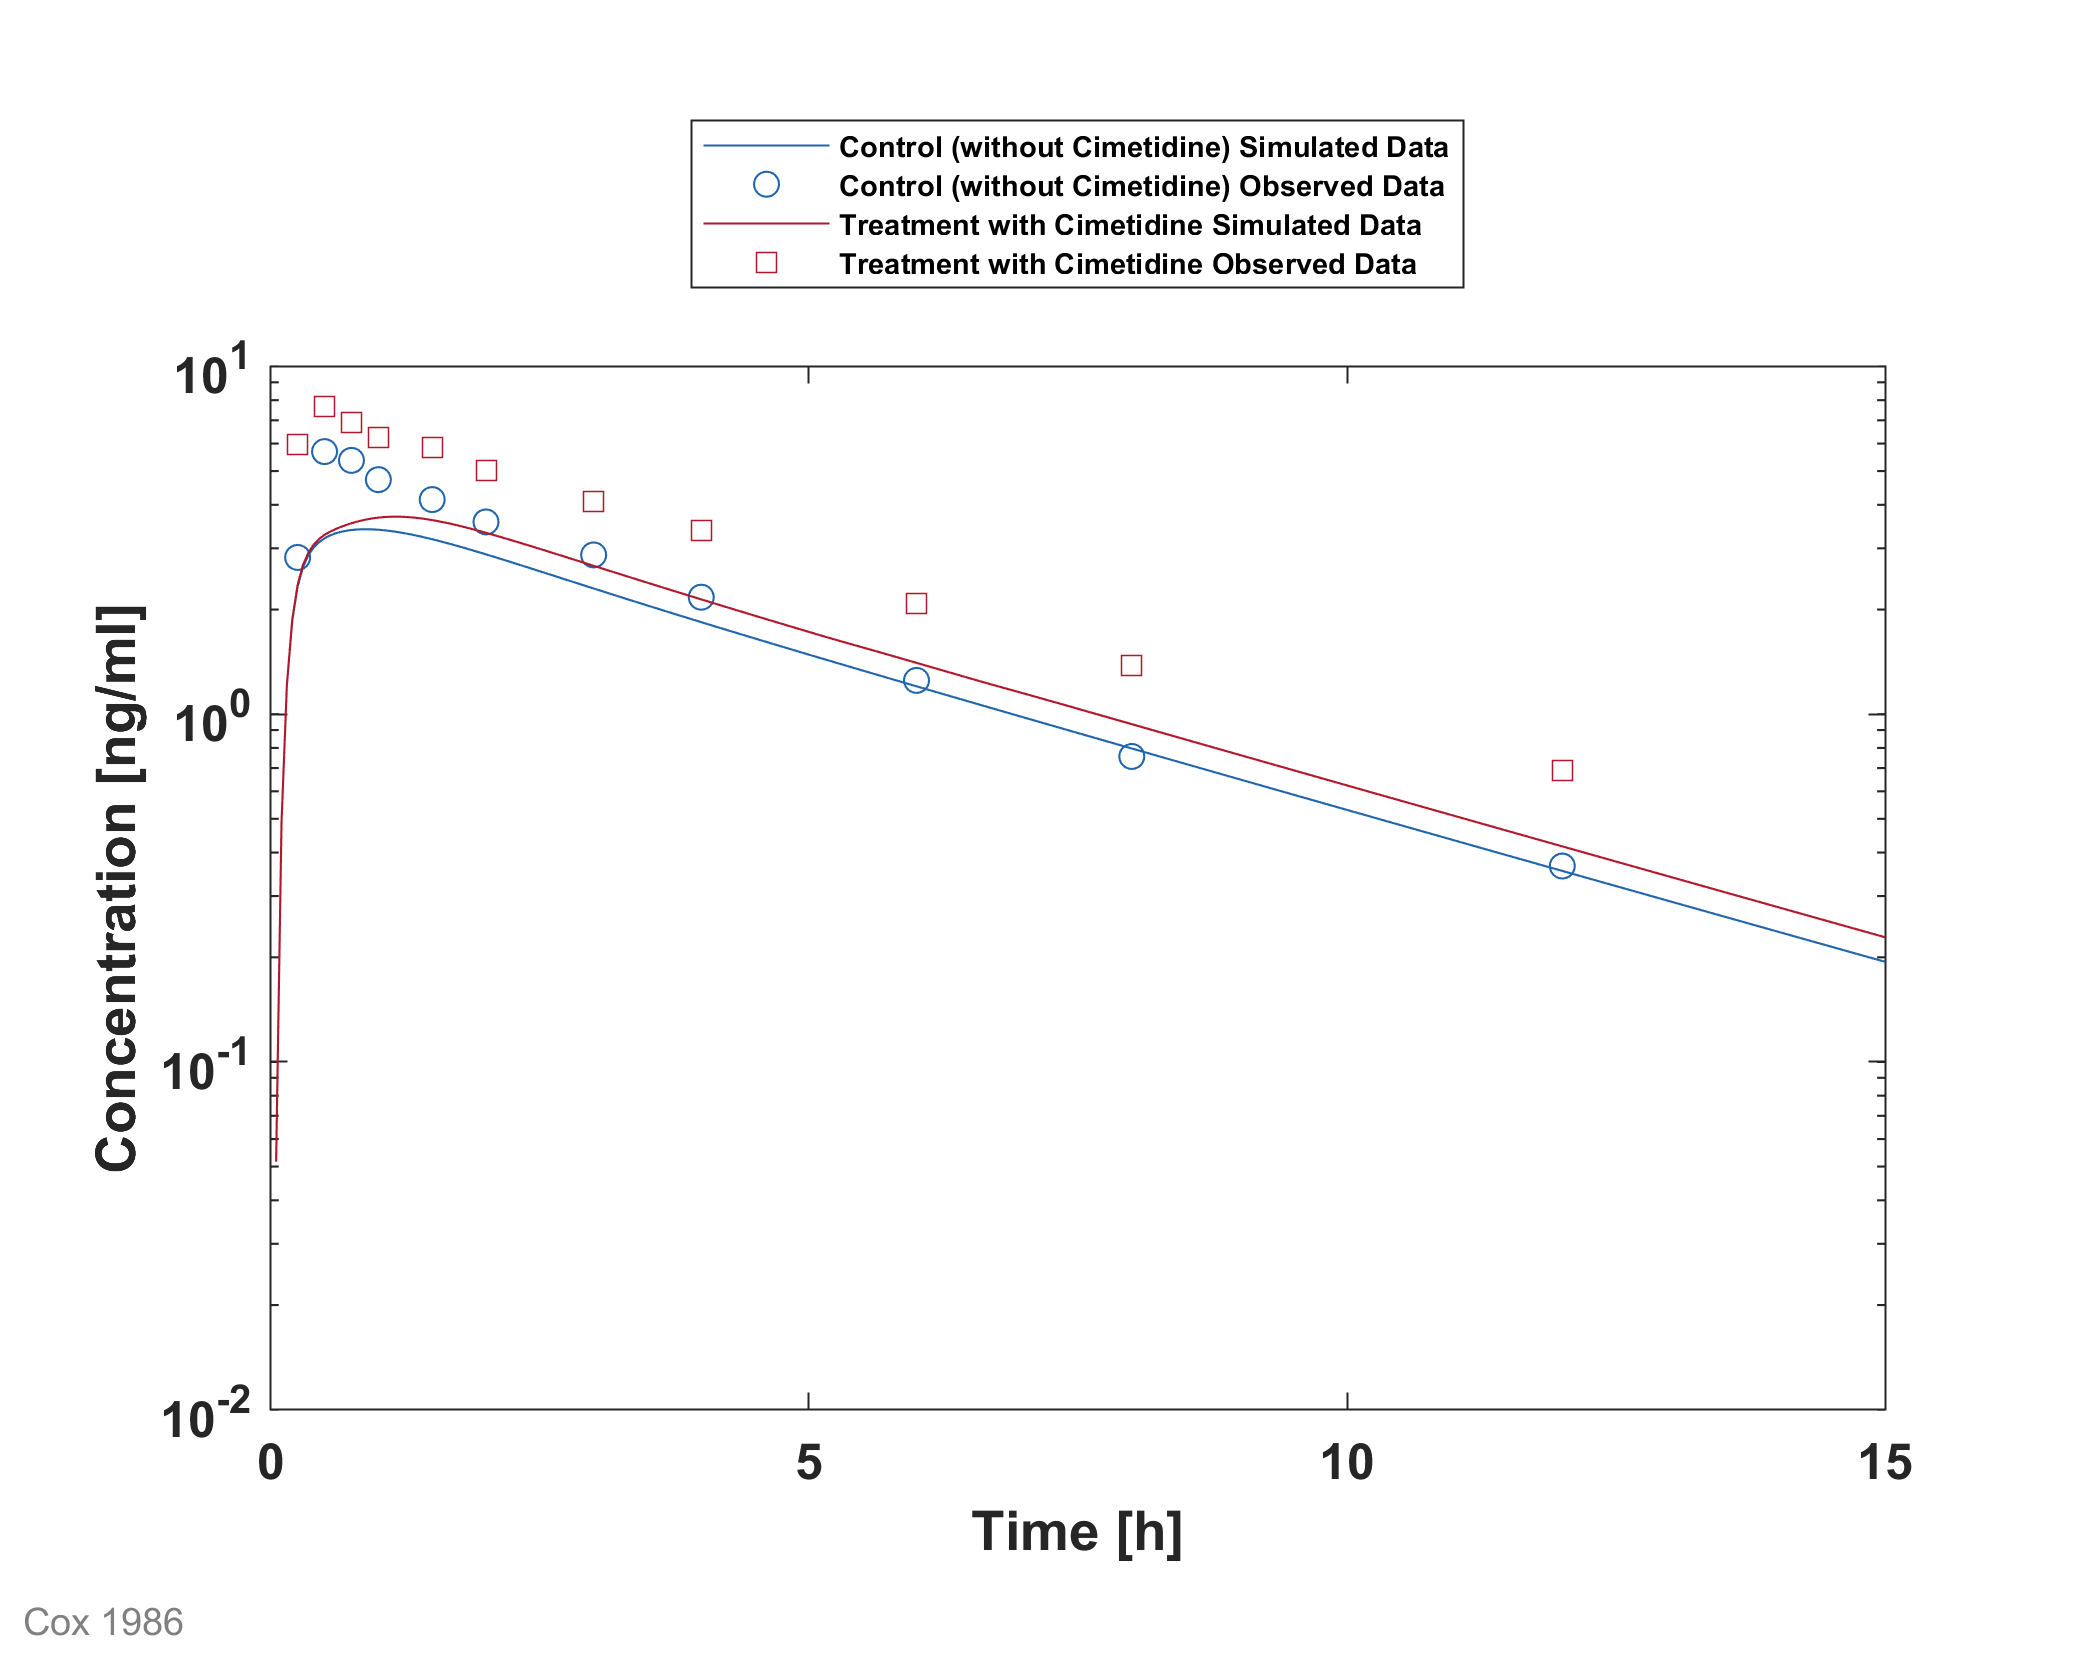 Control (without Cimetidine) Simulated Data
Control (without Cimetidine) Observed Data
Treatment with Cimetidine Simulated Data
Treatment with Cimetidine Observed Data
10^1
10^0
10^-1
10^-2
Concentration [ng/ml]
0 5 10 15
Time [h]
Cox 1986